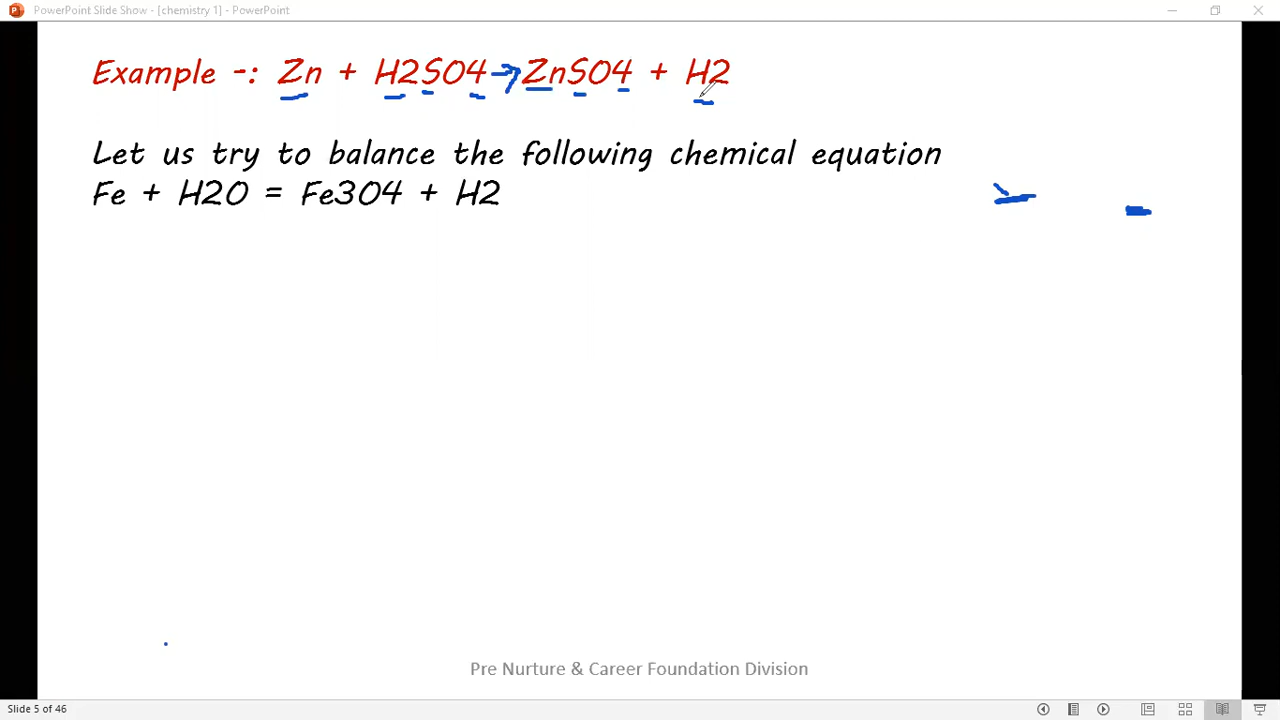 PowerPoint Slide Show - [chemistry 1] - PowerPoint
Example -: Zn + H2SO4 → ZnSO4 + H2
Let us try to balance the following chemical equation
Fe + H2O = Fe3O4 + H2
Pre Nurture & Career Foundation Division
Slide 5 of 46